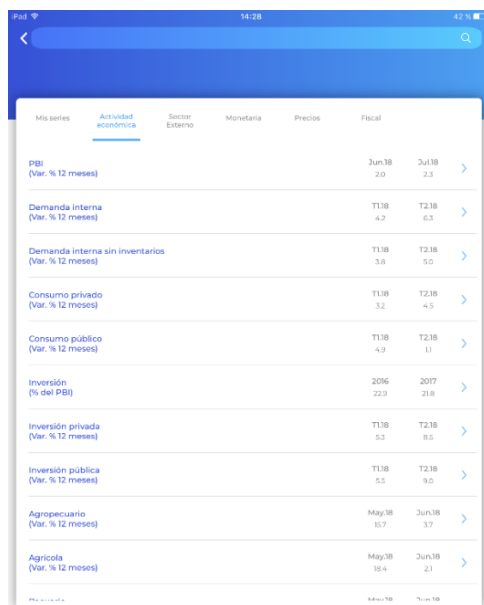 iPad 14:28 42 %
Mis series Actividad económica Sector Externo Monetaria Precios Fiscal
PBI Jun.18 Jul.18
(Var. % 12 meses) 2.0 2.3
Demanda interna T1.18 T2.18
(Var. % 12 meses) 4.2 6.3
Demanda interna sin inventarios T1.18 T2.18
(Var. % 12 meses) 3.8 5.0
Consumo privado T1.18 T2.18
(Var. % 12 meses) 3.2 4.5
Consumo público T1.18 T2.18
(Var. % 12 meses) 4.9 1.1
Inversión 2016 2017
(% del PBI) 22.9 21.8
Inversión privada T1.18 T2.18
(Var. % 12 meses) 5.3 8.5
Inversión pública T1.18 T2.18
(Var. % 12 meses) 5.5 9.0
Agropecuario May.18 Jun.18
(Var. % 12 meses) 15.7 3.7
Agrícola May.18 Jun.18
(Var. % 12 meses) 18.4 2.1
May.18 Jun.18